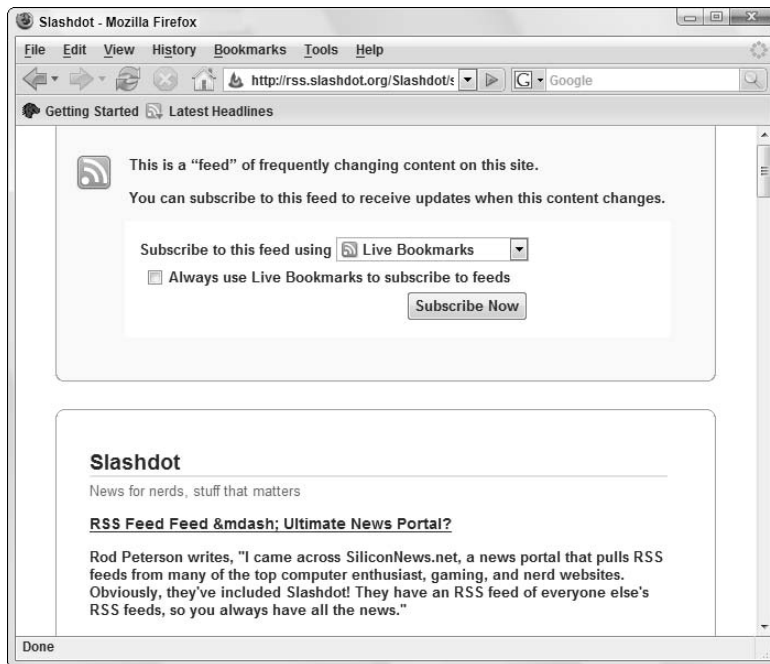 Slashdot - Mozilla Firefox
File Edit View History Bookmarks Tools Help
http://rss.slashdot.org/Slashdot/s G Google
Getting Started Latest Headlines
This is a “feed” of frequently changing content on this site.
You can subscribe to this feed to receive updates when this content changes.
Subscribe to this feed using Live Bookmarks
Always use Live Bookmarks to subscribe to feeds
Subscribe Now
Slashdot
News for nerds, stuff that matters
RSS Feed Feed &mdash; Ultimate News Portal?
Rod Peterson writes, "I came across SiliconNews.net, a news portal that pulls RSS
feeds from many of the top computer enthusiast, gaming, and nerd websites.
Obviously, they've included Slashdot! They have an RSS feed of everyone else's
RSS feeds, so you always have all the news."
Done